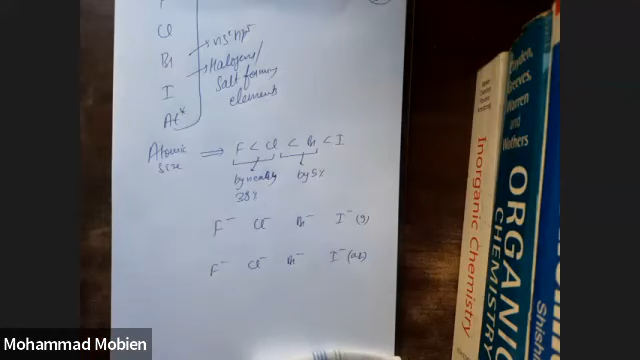 F
Cl
Br → ns² np⁵
I → Halogens/
Salt forming
elements
At*
Atomic size ⇒ F < Cl < Br < I
by nearly 38%
by 5%
F⁻ Cl⁻ Br⁻ I⁻ (g)
F⁻ Cl⁻ Br⁻ I⁻ (aq)
Inorganic Chemistry
Clayden, Greeves, Warren and Wothers
ORGANIC CHEMISTRY
Mohammad Mobien